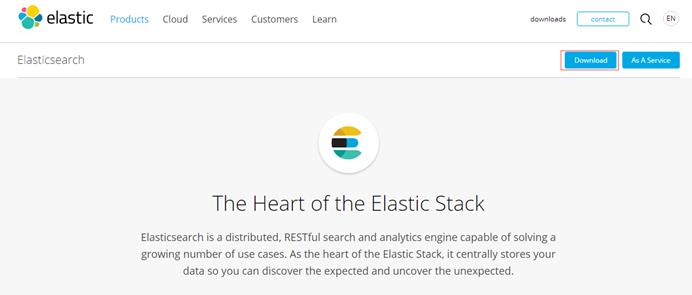 elastic Products Cloud Services Customers Learn downloads contact EN
Elasticsearch Download As A Service
The Heart of the Elastic Stack
Elasticsearch is a distributed, RESTful search and analytics engine capable of solving a
growing number of use cases. As the heart of the Elastic Stack, it centrally stores your
data so you can discover the expected and uncover the unexpected.